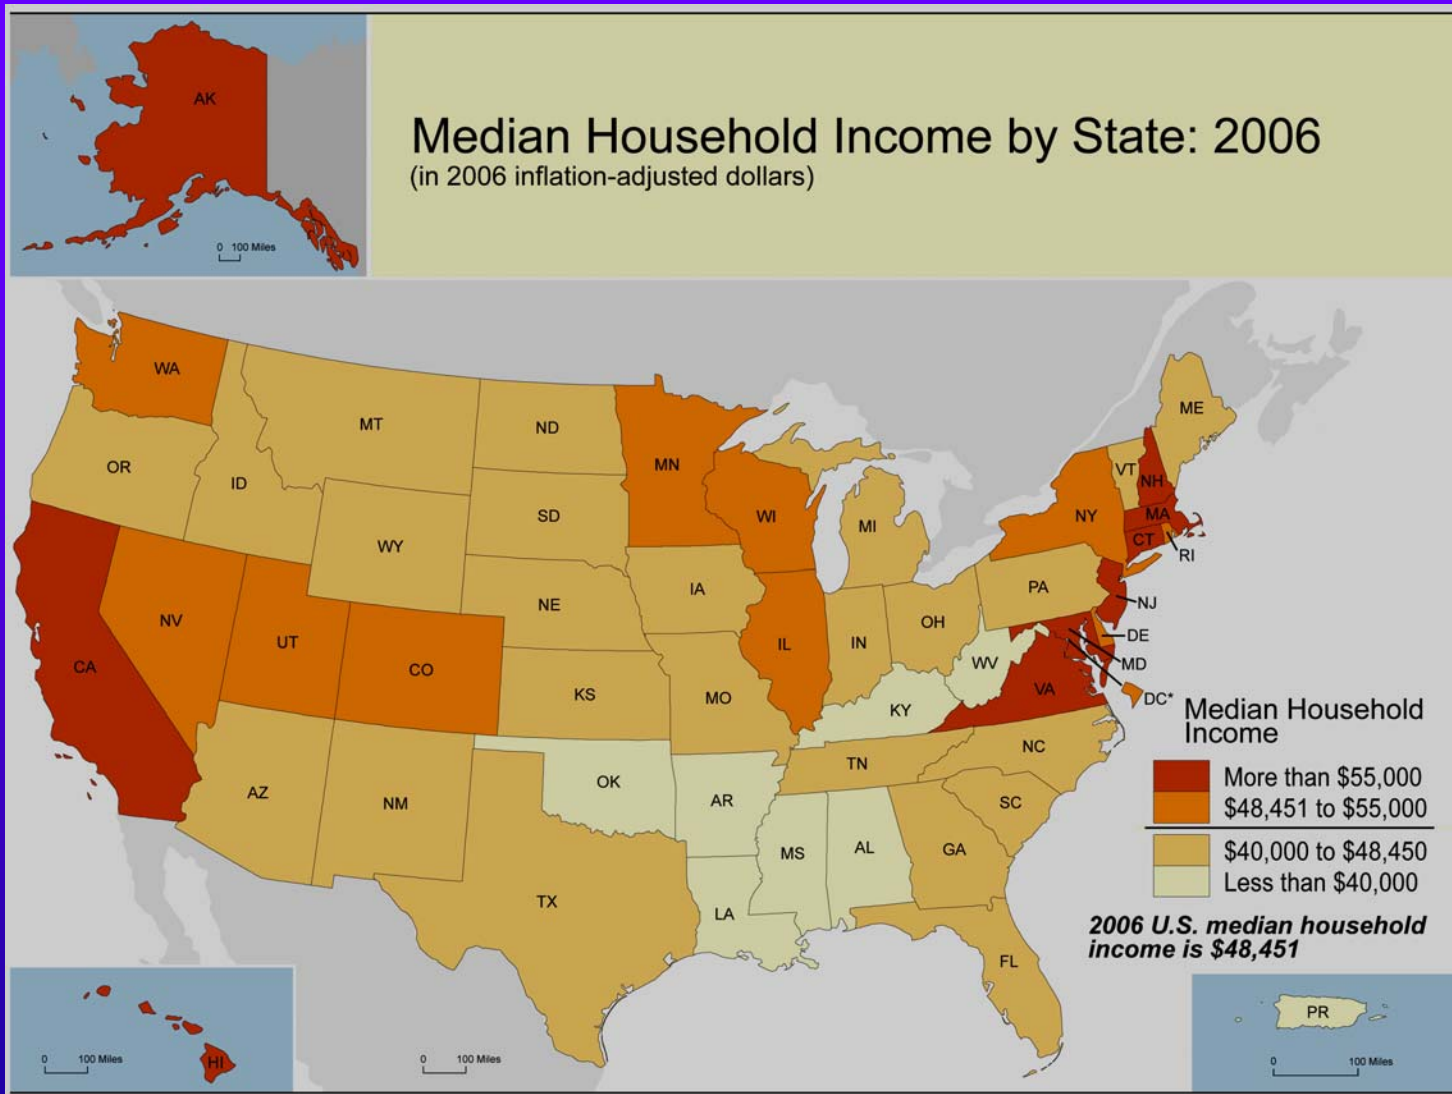 AK
0 100 Miles
Median Household Income by State: 2006
(in 2006 inflation-adjusted dollars)
WA
MT
ND
MN
ME
OR
ID
SD
WI
MI
VT
NH
NY
MA
CT
RI
WY
IA
NE
PA
NJ
NV
UT
CO
IL
IN
OH
DE
MD
WV
CA
KS
MO
KY
VA
DC*
AZ
NM
OK
AR
TN
NC
SC
TX
LA
MS
AL
GA
FL
Median Household
Income
More than $55,000
$48,451 to $55,000
$40,000 to $48,450
Less than $40,000
2006 U.S. median household
income is $48,451
HI
0 100 Miles
0 100 Miles
PR
0 100 Miles